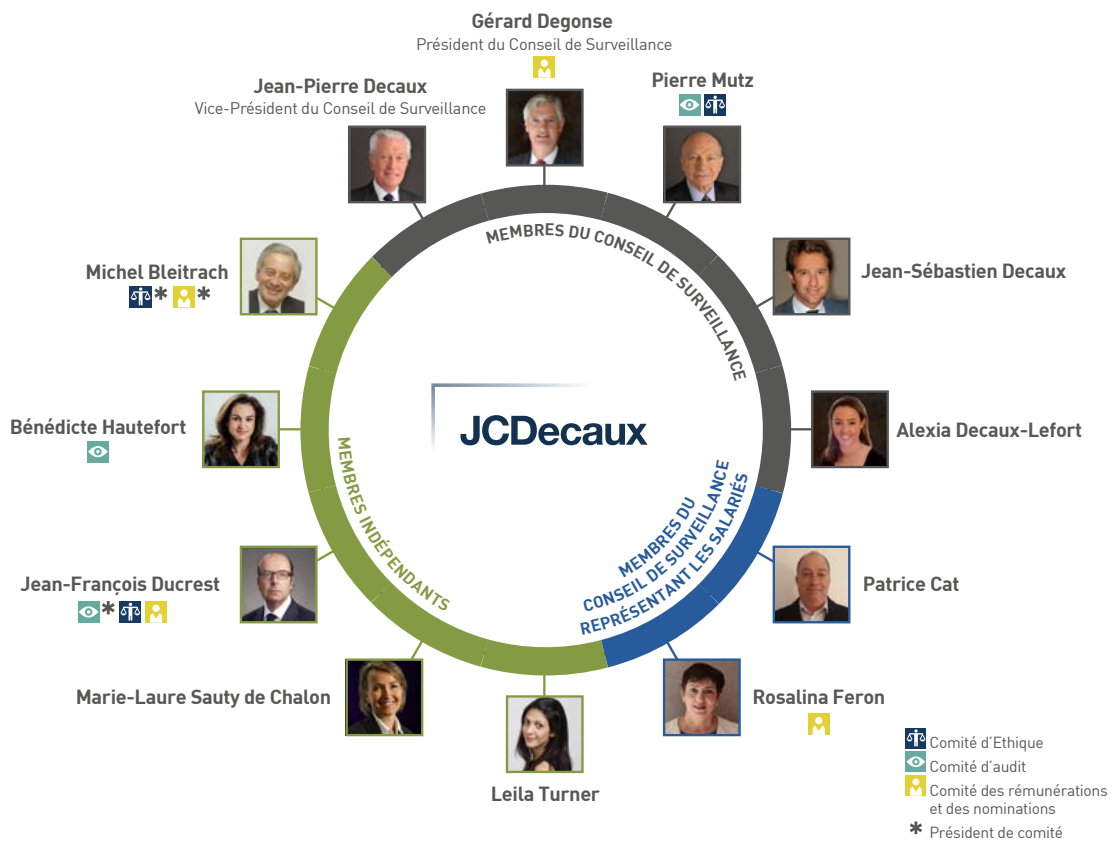 Gérard Degonse
Président du Conseil de Surveillance
Jean-Pierre Decaux
Vice-Président du Conseil de Surveillance
Pierre Mutz
Michel Bleitrach
* *
Jean-Sébastien Decaux
Bénédicte Hautefort
Alexia Decaux-Lefort
Jean-François Ducrest
*
Patrice Cat
Marie-Laure Sauty de Chalon
Rosalina Feron
Leila Turner
MEMBRES DU CONSEIL DE SURVEILLANCE
JCDecaux
MEMBRES INDÉPENDANTS
MEMBRES DU
CONSEIL DE SURVEILLANCE
REPRÉSENTANT LES SALARIÉS
Comité d'Ethique
Comité d'audit
Comité des rémunérations
et des nominations
* Président de comité